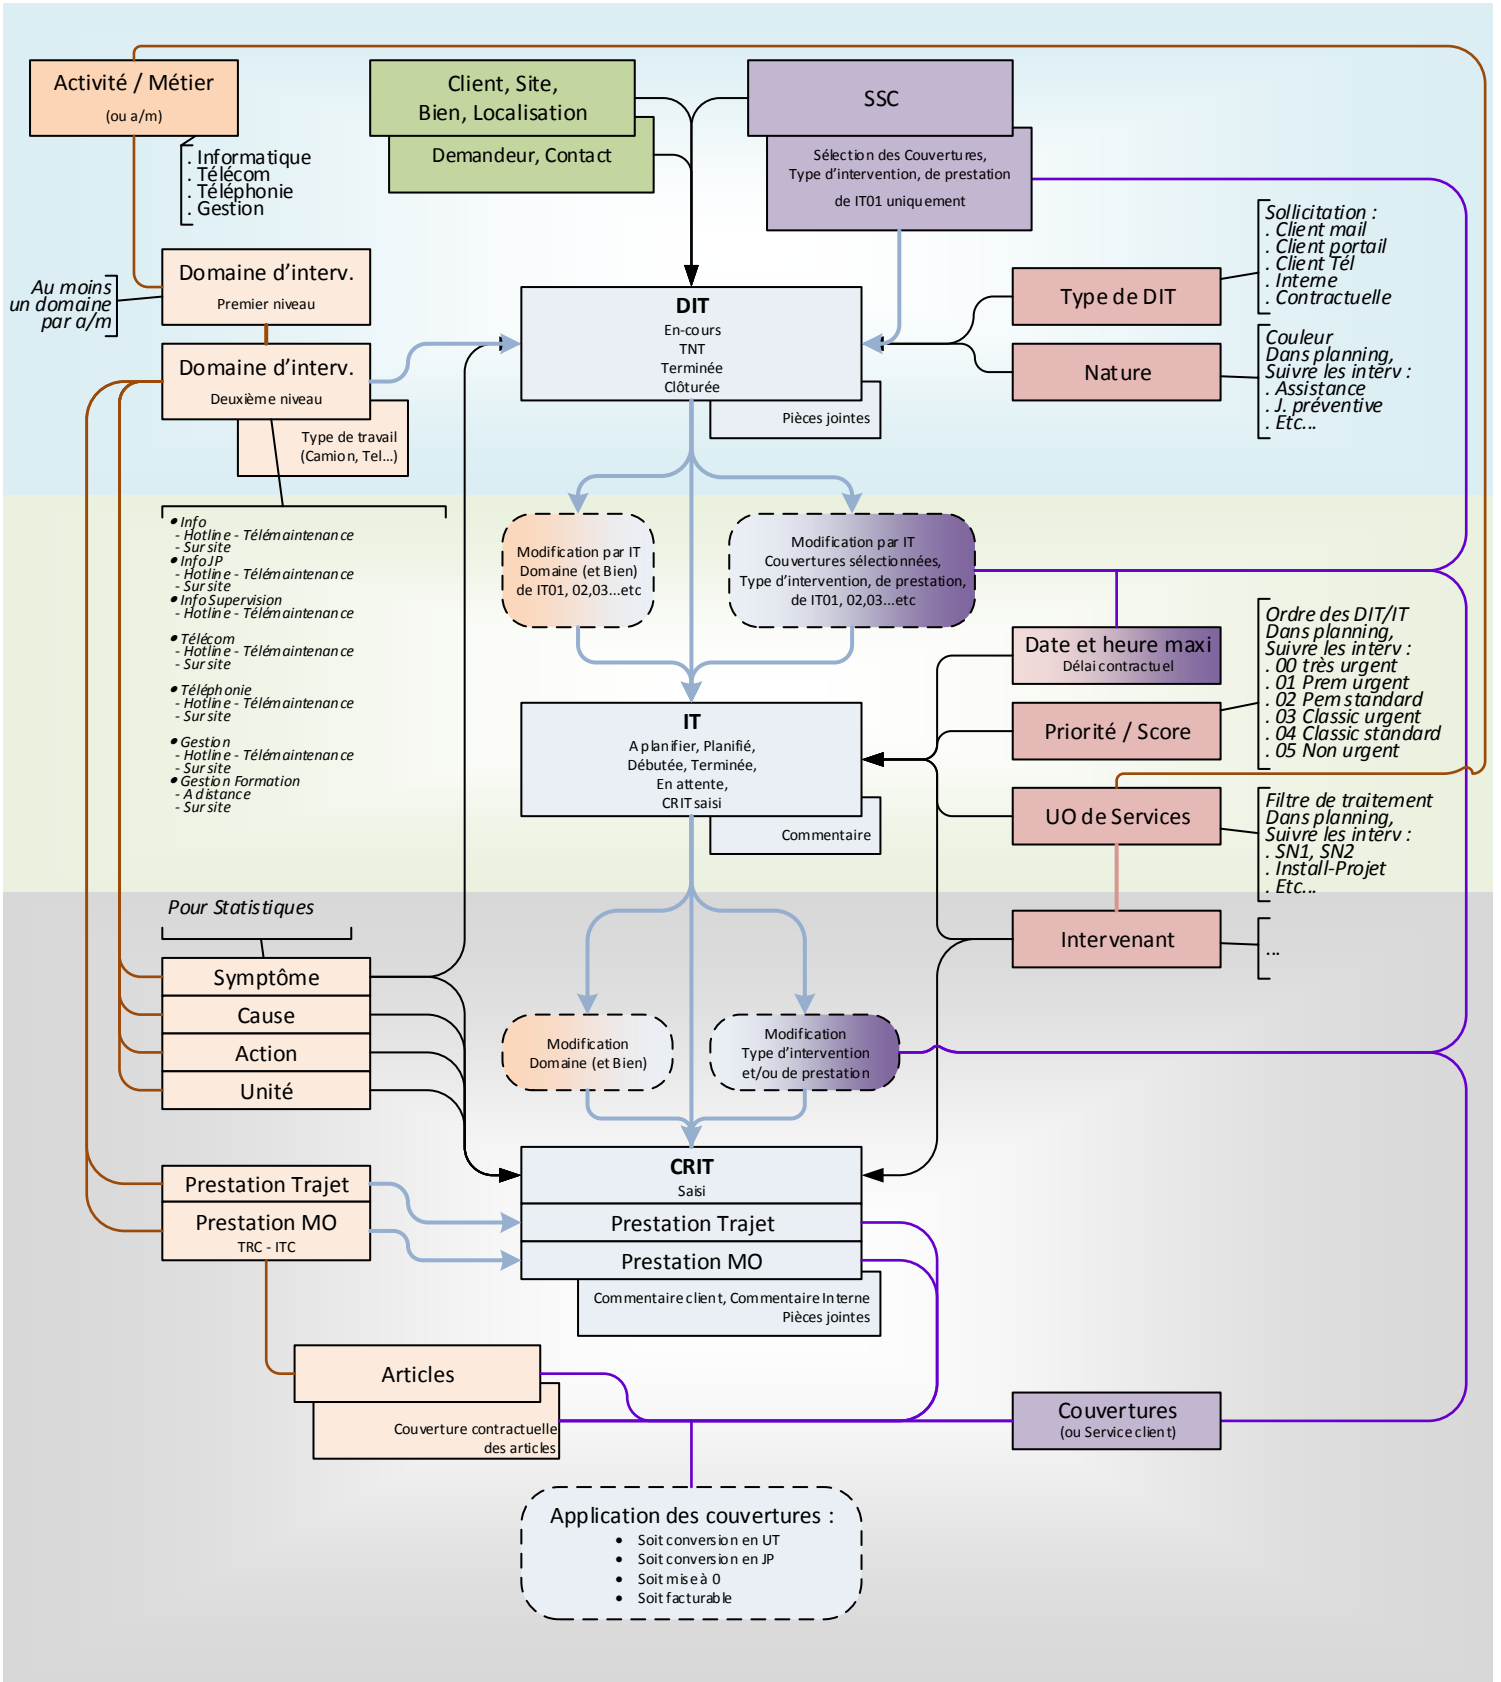 Activité / Métier
(ou a/m)
. Informatique
. Télécom
. Téléphonie
. Gestion
Client, Site,
Bien, Localisation
Demandeur, Contact
SSC
Sélection des Couvertures,
Type d’intervention, de prestation
de IT01 uniquement
Au moins
un domaine
par a/m
Domaine d’interv.
Premier niveau
Domaine d’interv.
Deuxième niveau
Type de travail
(Camion, Tel…)
DIT
En-cours
TNT
Terminée
Clôturée
Pièces jointes
Type de DIT
Sollicitation :
. Client mail
. Client portail
. Client Tél
. Interne
. Contractuelle
Nature
Couleur
Dans planning,
Suivre les interv :
. Assistance
. J. préventive
. Etc...
• Info
- Hotline - Télémaintenance
- Sur site
• Info JP
- Hotline - Télémaintenance
- Sur site
• Info Supervision
- Hotline - Télémaintenance
• Télécom
- Hotline - Télémaintenance
- Sur site
• Téléphonie
- Hotline - Télémaintenance
- Sur site
• Gestion
- Hotline - Télémaintenance
- Sur site
• Gestion Formation
- A distance
- Sur site
Modification par IT
Domaine (et Bien)
de IT01, 02,03...etc
Modification par IT
Couvertures sélectionnées,
Type d’intervention, de prestation,
de IT01, 02,03...etc
Date et heure maxi
Délai contractuel
Priorité / Score
Ordre des DIT/IT
Dans planning,
Suivre les interv :
. 00 très urgent
. 01 Prem urgent
. 02 Pem standard
. 03 Classic urgent
. 04 Classic standard
. 05 Non urgent
IT
A planifier, Planifié,
Débutée, Terminée,
En attente,
CRIT saisi
Commentaire
UO de Services
Filtre de traitement
Dans planning,
Suivre les interv :
. SN1, SN2
. Install-Projet
. Etc...
Intervenant
...
Pour Statistiques
Symptôme
Cause
Action
Unité
Modification
Domaine (et Bien)
Modification
Type d’intervention
et/ou de prestation
Prestation Trajet
Prestation MO
TRC - ITC
CRIT
Saisi
Prestation Trajet
Prestation MO
Commentaire client, Commentaire Interne
Pièces jointes
Articles
Couverture contractuelle
des articles
Couvertures
(ou Service client)
Application des couvertures :
• Soit conversion en UT
• Soit conversion en JP
• Soit mise à 0
• Soit facturable